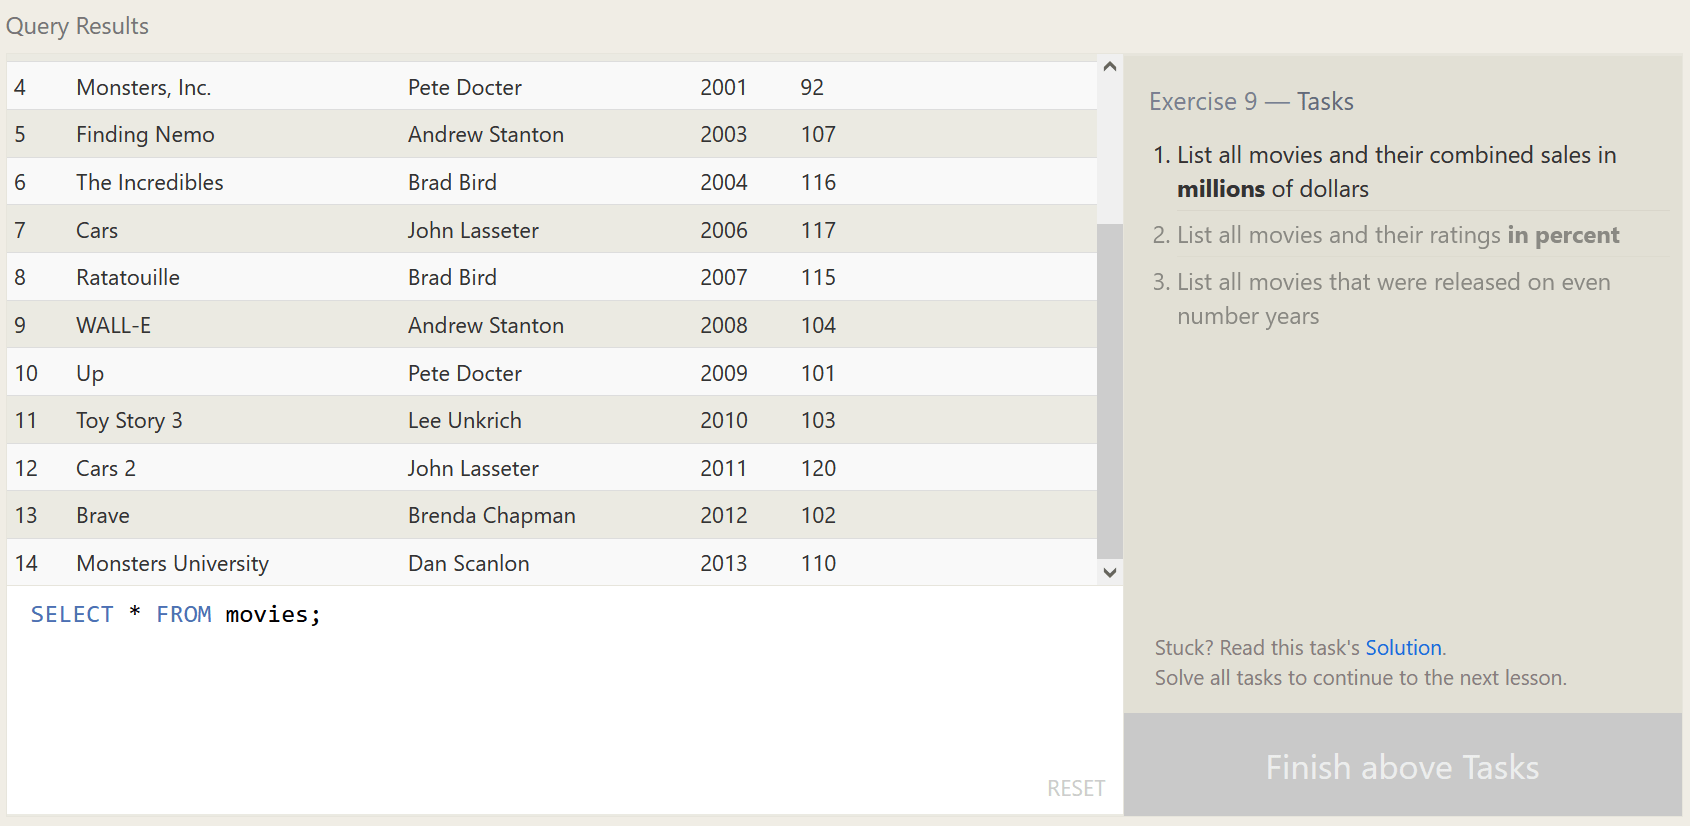 Query Results
4 Monsters, Inc. Pete Docter 2001 92
5 Finding Nemo Andrew Stanton 2003 107
6 The Incredibles Brad Bird 2004 116
7 Cars John Lasseter 2006 117
8 Ratatouille Brad Bird 2007 115
9 WALL-E Andrew Stanton 2008 104
10 Up Pete Docter 2009 101
11 Toy Story 3 Lee Unkrich 2010 103
12 Cars 2 John Lasseter 2011 120
13 Brave Brenda Chapman 2012 102
14 Monsters University Dan Scanlon 2013 110
SELECT * FROM movies;
RESET
Exercise 9 — Tasks
1. List all movies and their combined sales in
millions of dollars
2. List all movies and their ratings in percent
3. List all movies that were released on even
number years
Stuck? Read this task's Solution.
Solve all tasks to continue to the next lesson.
Finish above Tasks